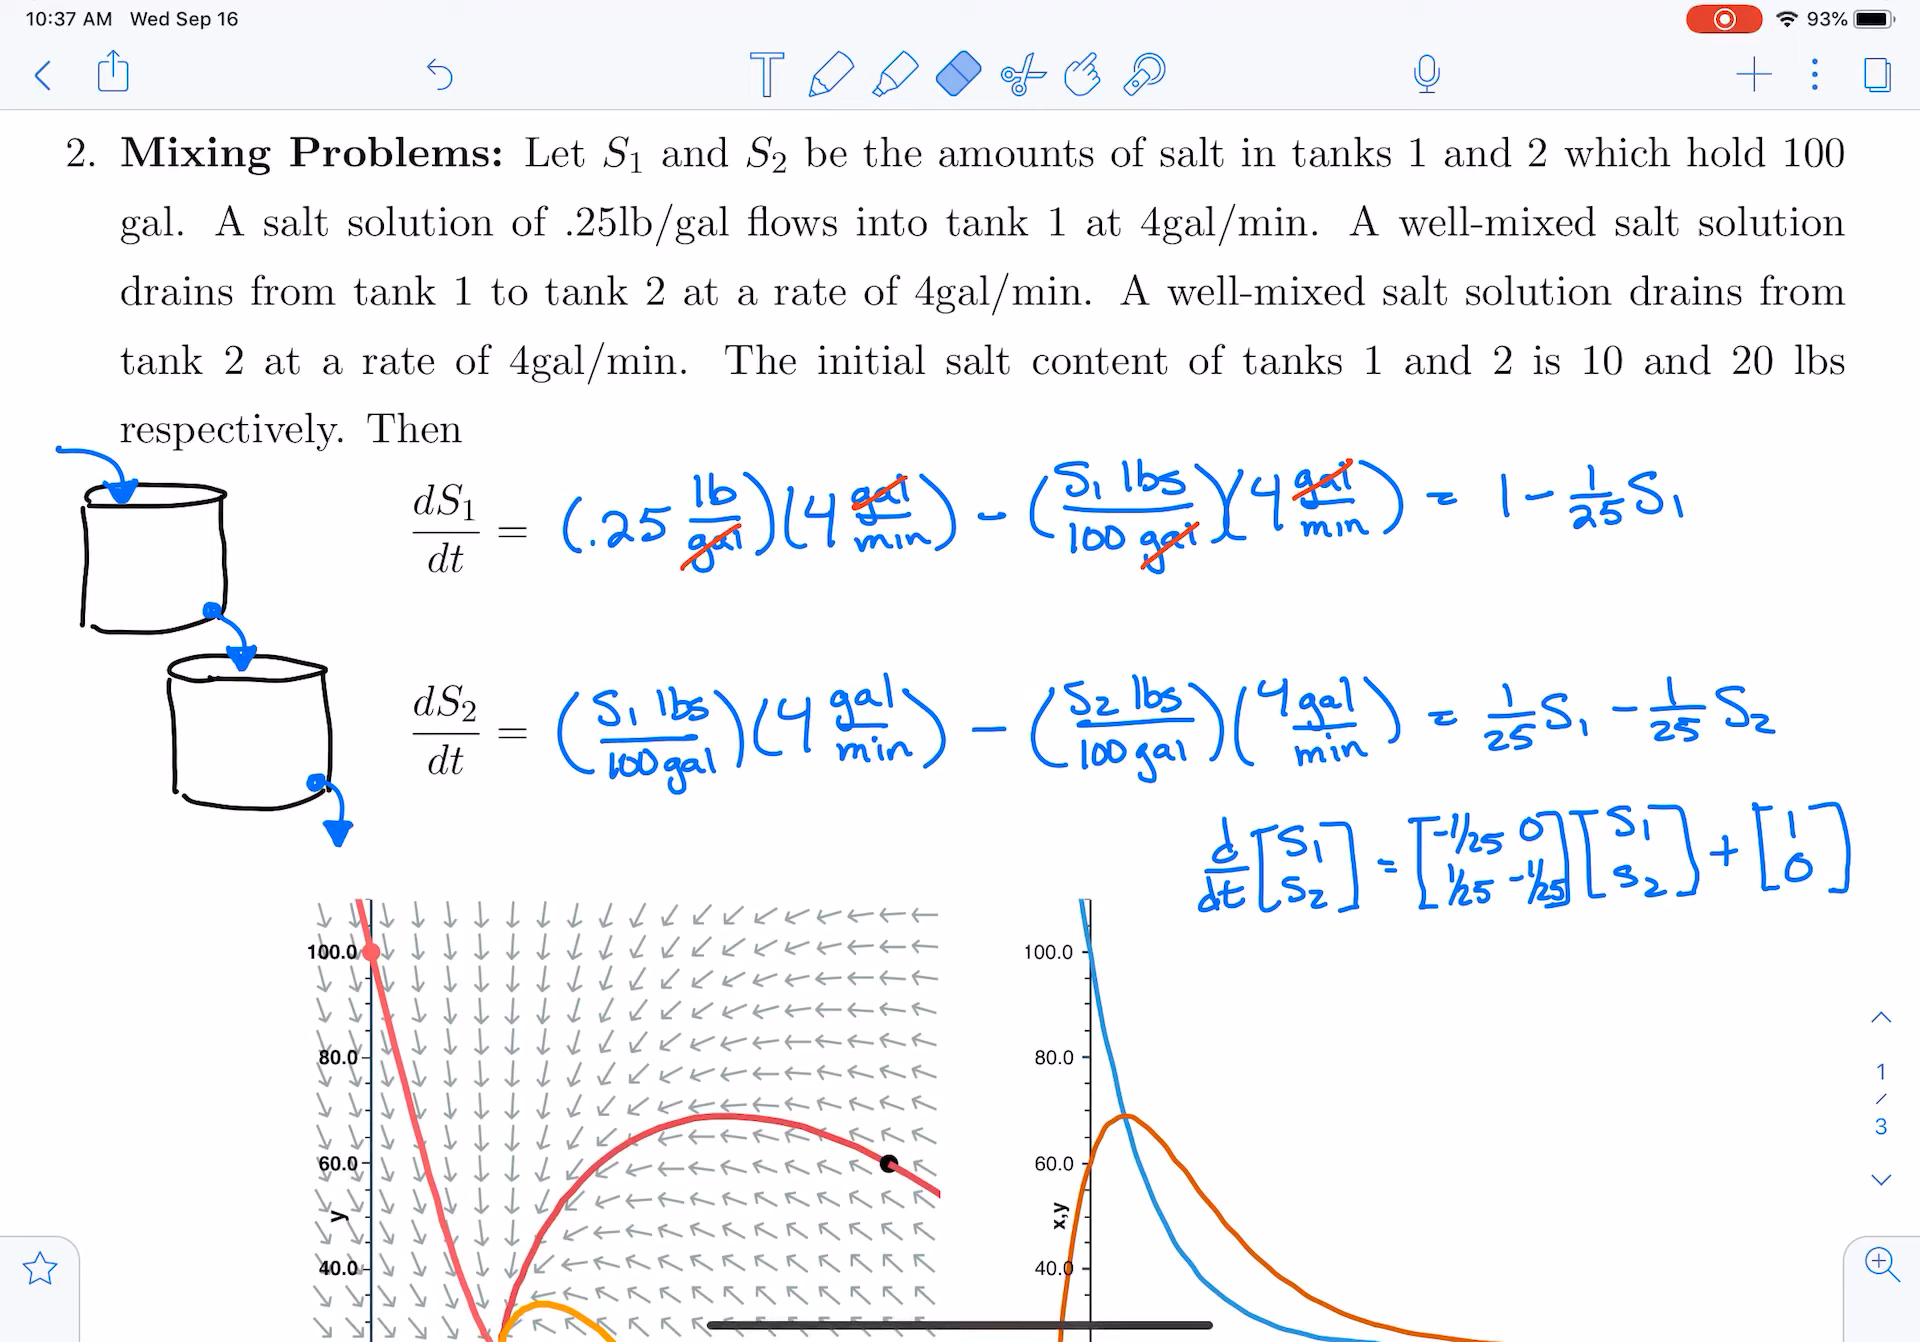 10:37 AM Wed Sep 16 93%
2. Mixing Problems: Let S₁ and S₂ be the amounts of salt in tanks 1 and 2 which hold 100
gal. A salt solution of .25lb/gal flows into tank 1 at 4gal/min. A well-mixed salt solution
drains from tank 1 to tank 2 at a rate of 4gal/min. A well-mixed salt solution drains from
tank 2 at a rate of 4gal/min. The initial salt content of tanks 1 and 2 is 10 and 20 lbs
respectively. Then
dS₁/dt = (.25 lb/gal)(4 gal/min) - (S₁ lbs/100 gal)(4 gal/min) = 1 - 1/25 S₁
dS₂/dt = (S₁ lbs/100 gal)(4 gal/min) - (S₂ lbs/100 gal)(4 gal/min) = 1/25 S₁ - 1/25 S₂
d/dt [S₁ S₂] = [-1/25 0 1/25 -1/25] [S₁ S₂] + [1 0]
100.0
80.0
60.0
y
40.0
100.0
80.0
60.0
x,y
40.0
1
/
3